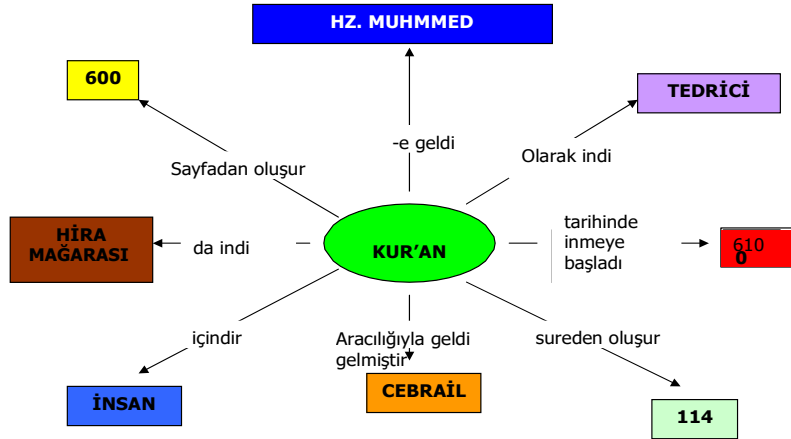 HZ. MUHMMED
600
TEDRİCİ
-e geldi
Olarak indi
Sayfadan oluşur
HİRA
MAĞARASI
da indi
KUR'AN
tarihinde
inmeye
başladı
610
0
içindir
Aracılığıyla geldi
gelmiştir
sureden oluşur
İNSAN
CEBRAİL
114